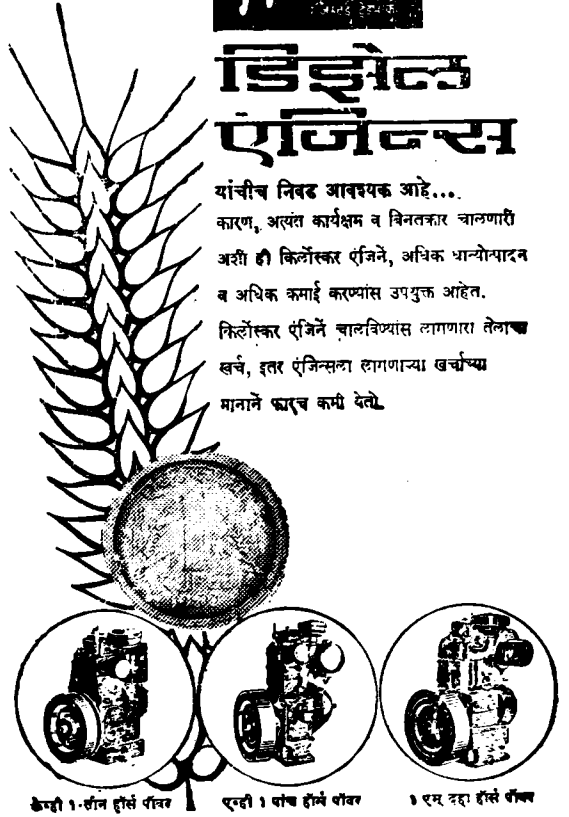 डिझेल
एंजिन्स
यांचीच निवड आवश्यक आहे...
कारण, अत्यंत कार्यक्षम व बिनतक्रार चालणारी
अशी ही किर्लोस्कर एंजिनें, अधिक धान्योत्पादन
व अधिक कमाई करण्यांस उपयुक्त आहेत.
किर्लोस्कर एंजिनें चालविण्यांस लागणारा तेलाचा
खर्च, इतर एंजिन्सला लागणाऱ्या खर्चाच्या
मानानें फारच कमी येतो.
१-तीन हॉर्स पॉवर
एव्ही १ पांच हॉर्स पॉवर
एम् दहा हॉर्स पॉवर